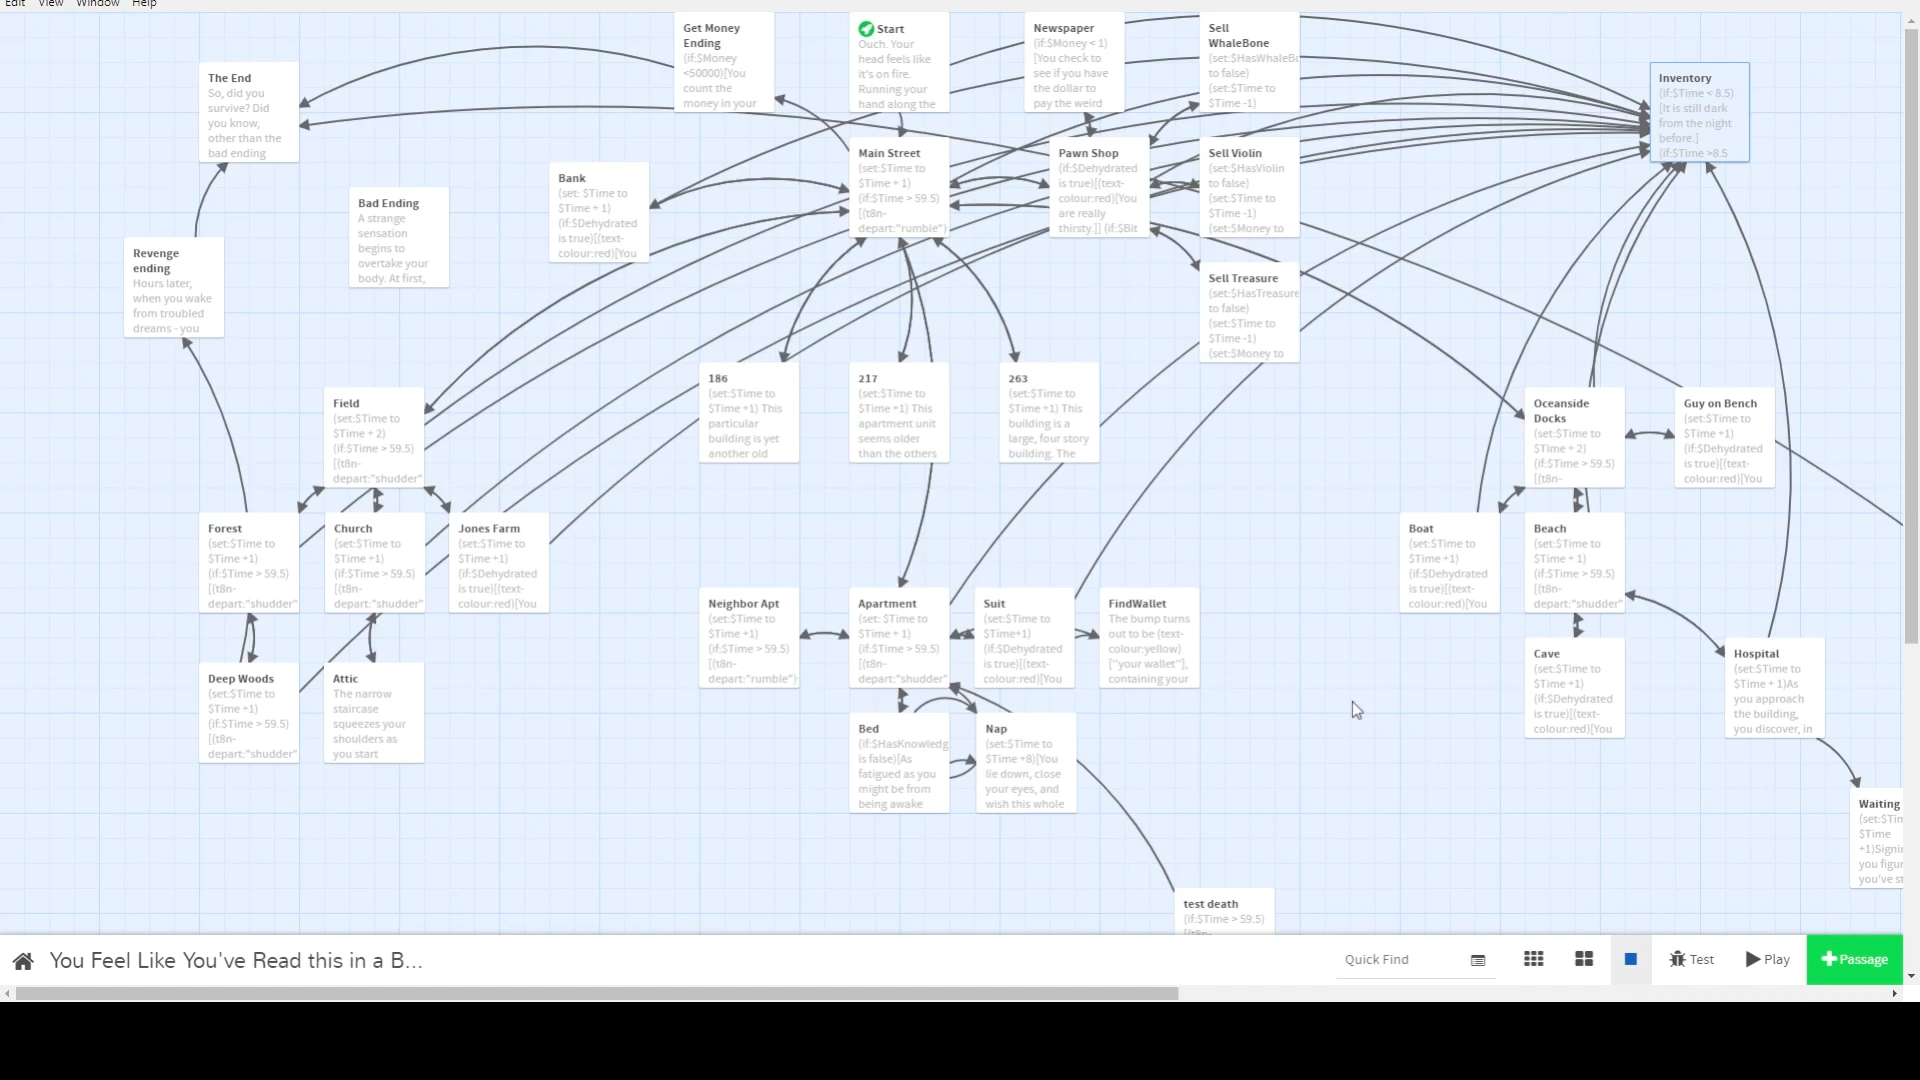 Edit View Window Help
Get Money
Ending
(if:$Money
<50000)[You
count the
money in your
Start
Ouch. Your
head feels like
it's on fire.
Running your
hand along the
Newspaper
(if:$Money < 1)
[You check to
see if you have
the dollar to
pay the weird
Sell
WhaleBone
(set:$HasWhaleBo
to false)
(set:$Time to
$Time -1)
The End
So, did you
survive? Did
you know,
other than the
bad ending
Inventory
(if:$Time < 8.5)
[It is still dark
from the night
before.]
(if:$Time >8.5
Main Street
(set:$Time to
$Time + 1)
(if:$Time > 59.5)
[(t8n-
depart:"rumble")
Pawn Shop
(if:$Dehydrated
is true)[(text-
colour:red)[You
are really
thirsty.]] (if:$Bit
Sell Violin
(set:$HasViolin
to false)
(set:$Time to
$Time -1)
(set:$Money to
Bank
(set: $Time to
$Time + 1)
(if:$Dehydrated
is true)[(text-
colour:red)[You
Bad Ending
A strange
sensation
begins to
overtake your
body. At first,
Revenge
ending
Hours later,
when you wake
from troubled
dreams - you
Sell Treasure
(set:$HasTreasure
to false)
(set:$Time to
$Time -1)
(set:$Money to
186
(set:$Time to
$Time +1) This
particular
building is yet
another old
217
(set:$Time to
$Time +1) This
apartment unit
seems older
than the others
263
(set:$Time to
$Time +1) This
building is a
large, four story
building. The
Field
(set:$Time to
$Time + 2)
(if:$Time > 59.5)
[(t8n-
depart:"shudder"
Oceanside
Docks
(set:$Time to
$Time + 2)
(if:$Time > 59.5)
[(t8n-
Guy on Bench
(set:$Time to
$Time +1)
(if:$Dehydrated
is true)[(text-
colour:red)[You
Forest
(set:$Time to
$Time +1)
(if:$Time > 59.5)
[(t8n-
depart:"shudder"
Church
(set:$Time to
$Time +1)
(if:$Time > 59.5)
[(t8n-
depart:"shudder"
Jones Farm
(set:$Time to
$Time +1)
(if:$Dehydrated
is true)[(text-
colour:red)[You
Boat
(set:$Time to
$Time +1)
(if:$Dehydrated
is true)[(text-
colour:red)[You
Beach
(set:$Time to
$Time + 1)
(if:$Time > 59.5)
[(t8n-
depart:"shudder"
Neighbor Apt
(set:$Time to
$Time +1)
(if:$Time > 59.5)
[(t8n-
depart:"rumble")
Apartment
(set: $Time to
$Time + 1)
(if:$Time > 59.5)
[(t8n-
depart:"shudder"
Suit
(set:$Time to
$Time+1)
(if:$Dehydrated
is true)[(text-
colour:red)[You
FindWallet
The bump turns
out to be (text-
colour:yellow)
[''your wallet''],
containing your
Deep Woods
(set:$Time to
$Time +1)
(if:$Time > 59.5)
[(t8n-
depart:"shudder"
Attic
The narrow
staircase
squeezes your
shoulders as
you start
Cave
(set:$Time to
$Time +1)
(if:$Dehydrated
is true)[(text-
colour:red)[You
Hospital
(set:$Time to
$Time + 1)As
you approach
the building,
you discover, in
Bed
(if:$HasKnowledg
is false)[As
fatigued as you
might be from
being awake
Nap
(set:$Time to
$Time +8)[You
lie down, close
your eyes, and
wish this whole
Waiting
(set:$Tim
$Time
+1)Signi
you figur
you've st
test death
(if:$Time > 59.5)
[(t8n-
You Feel Like You've Read this in a B...
Quick Find
Test
Play
+Passage